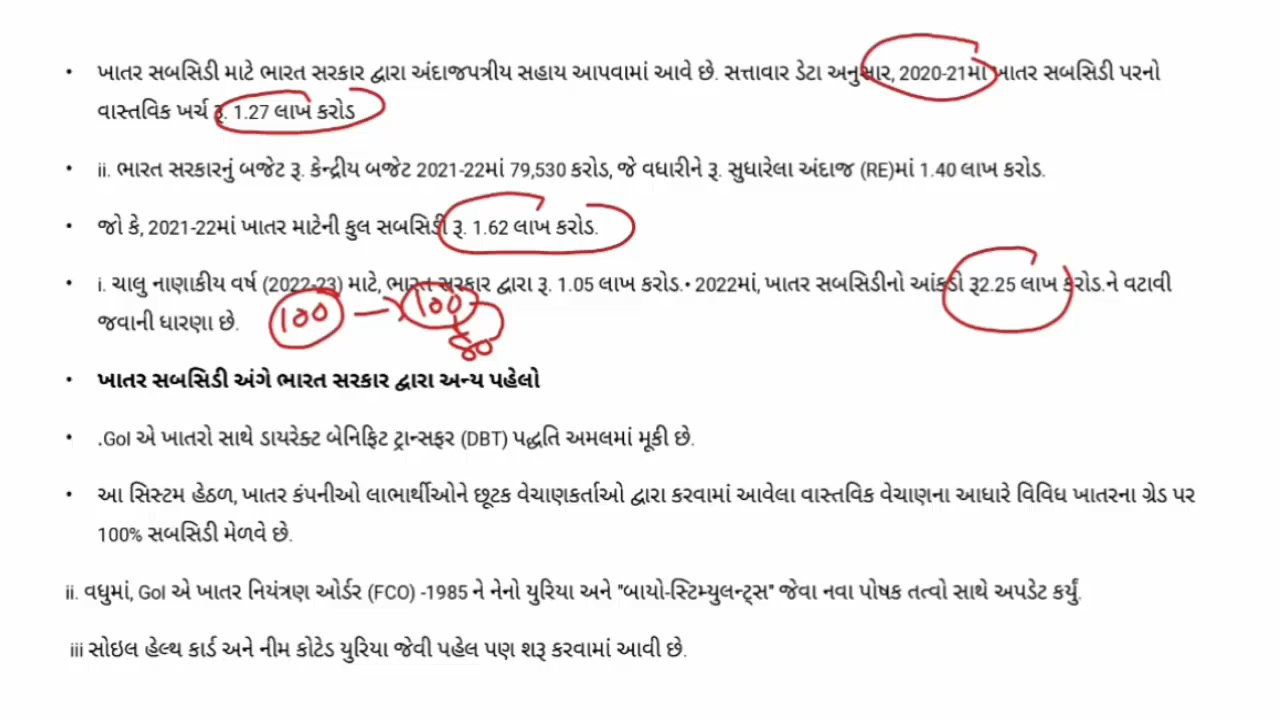 • ખાતર સબસિડી માટે ભારત સરકાર દ્વારા અંદાજપત્રીય સહાય આપવામાં આવે છે. સત્તાવાર ડેટા અનુસાર, 2020-21માં ખાતર સબસિડી પરનો
વાસ્તવિક ખર્ચ રૂ. 1.27 લાખ કરોડ
• ii. ભારત સરકારનું બજેટ રૂ. કેન્દ્રીય બજેટ 2021-22માં 79,530 કરોડ, જે વધારીને રૂ. સુધારેલા અંદાજ (RE)માં 1.40 લાખ કરોડ.
• જો કે, 2021-22માં ખાતર માટેની કુલ સબસિડી રૂ. 1.62 લાખ કરોડ.
• i. ચાલુ નાણાકીય વર્ષ (2022-23) માટે, ભારત સરકાર દ્વારા રૂ. 1.05 લાખ કરોડ.• 2022માં, ખાતર સબસિડીનો આંકડો રૂ2.25 લાખ કરોડ.ને વટાવી
જવાની ધારણા છે.
100 → 100
• ખાતર સબસિડી અંગે ભારત સરકાર દ્વારા અન્ય પહેલો
• .GoI એ ખાતરો સાથે ડાયરેક્ટ બેનિફિટ ટ્રાન્સફર (DBT) પદ્ધતિ અમલમાં મૂકી છે.
• આ સિસ્ટમ હેઠળ, ખાતર કંપનીઓ લાભાર્થીઓને છૂટક વેચાણકર્તાઓ દ્વારા કરવામાં આવેલા વાસ્તવિક વેચાણના આધારે વિવિધ ખાતરના ગ્રેડ પર
100% સબસિડી મેળવે છે.
ii. વધુમાં, GoI એ ખાતર નિયંત્રણ ઓર્ડર (FCO) -1985 ને નેનો યુરિયા અને "બાયો-સ્ટિમ્યુલન્ટ્સ" જેવા નવા પોષક તત્વો સાથે અપડેટ કર્યું.
iii સોઇલ હેલ્થ કાર્ડ અને નીમ કોટેડ યુરિયા જેવી પહેલ પણ શરૂ કરવામાં આવી છે.